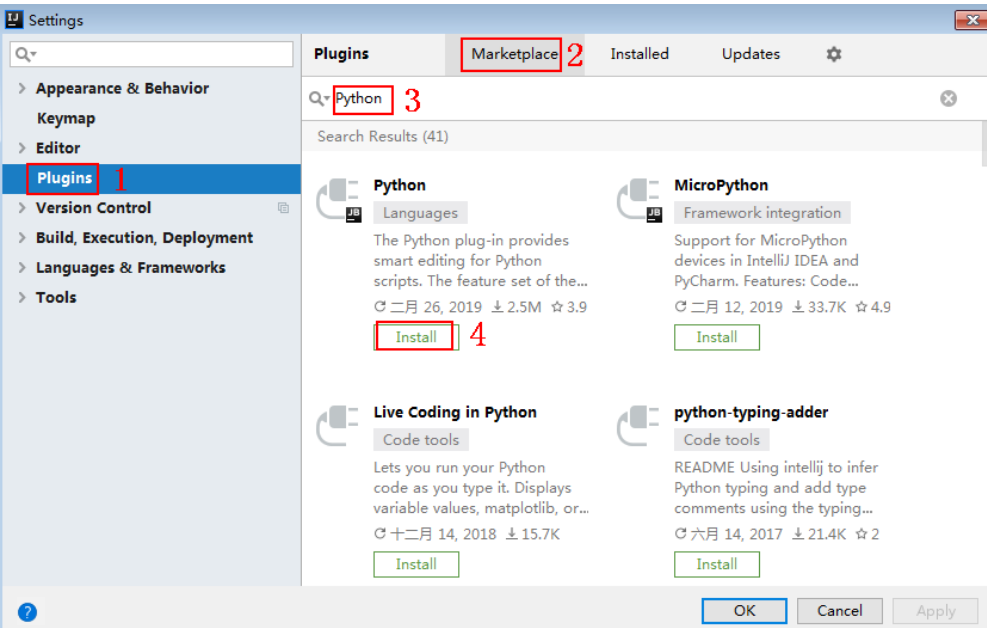 Settings
Plugins Marketplace 2 Installed Updates
Appearance & Behavior
Keymap
Editor
Plugins 1
Version Control
Build, Execution, Deployment
Languages & Frameworks
Tools
Python 3
Search Results (41)
Python
Languages
The Python plug-in provides
smart editing for Python
scripts. The feature set of the...
二月 26, 2019 2.5M 3.9
Install 4
MicroPython
Framework integration
Support for MicroPython
devices in IntelliJ IDEA and
PyCharm. Features: Code...
二月 12, 2019 33.7K 4.9
Install
Live Coding in Python
Code tools
Lets you run your Python
code as you type it. Displays
variable values, matplotlib, or...
十二月 14, 2018 15.7K
Install
python-typing-adder
Code tools
README Using intellij to infer
Python typing and add type
comments using the typing...
六月 14, 2017 21.4K 2
Install
? OK Cancel Apply